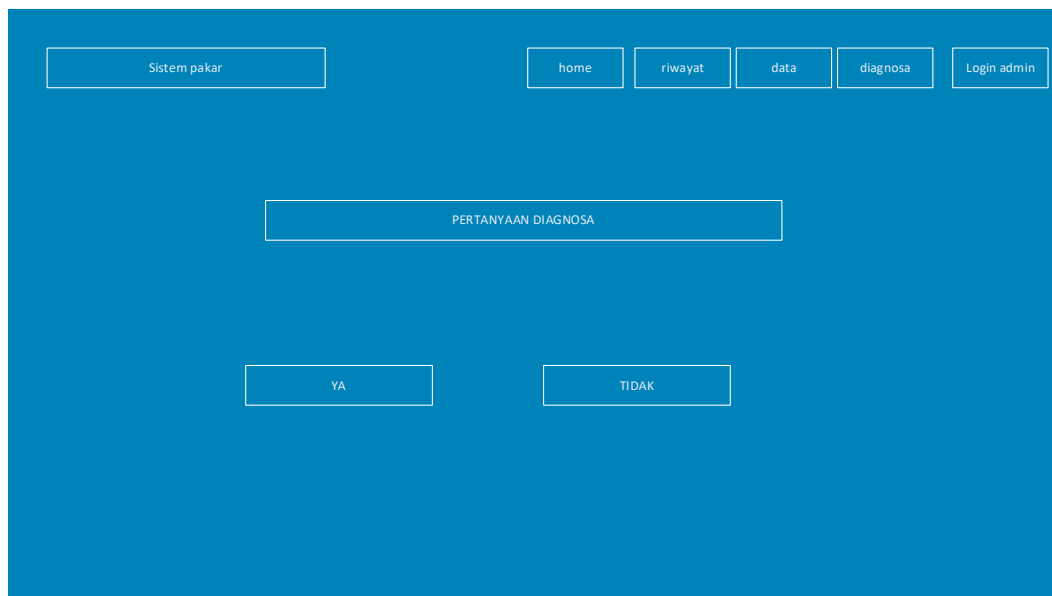 Sistem pakar
home
riwayat
data
diagnosa
Login admin
PERTANYAAN DIAGNOSA
YA
TIDAK